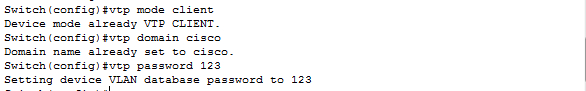 Switch(config)#vtp mode client
Device mode already VTP CLIENT.
Switch(config)#vtp domain cisco
Domain name already set to cisco.
Switch(config)#vtp password 123
Setting device VLAN database password to 123